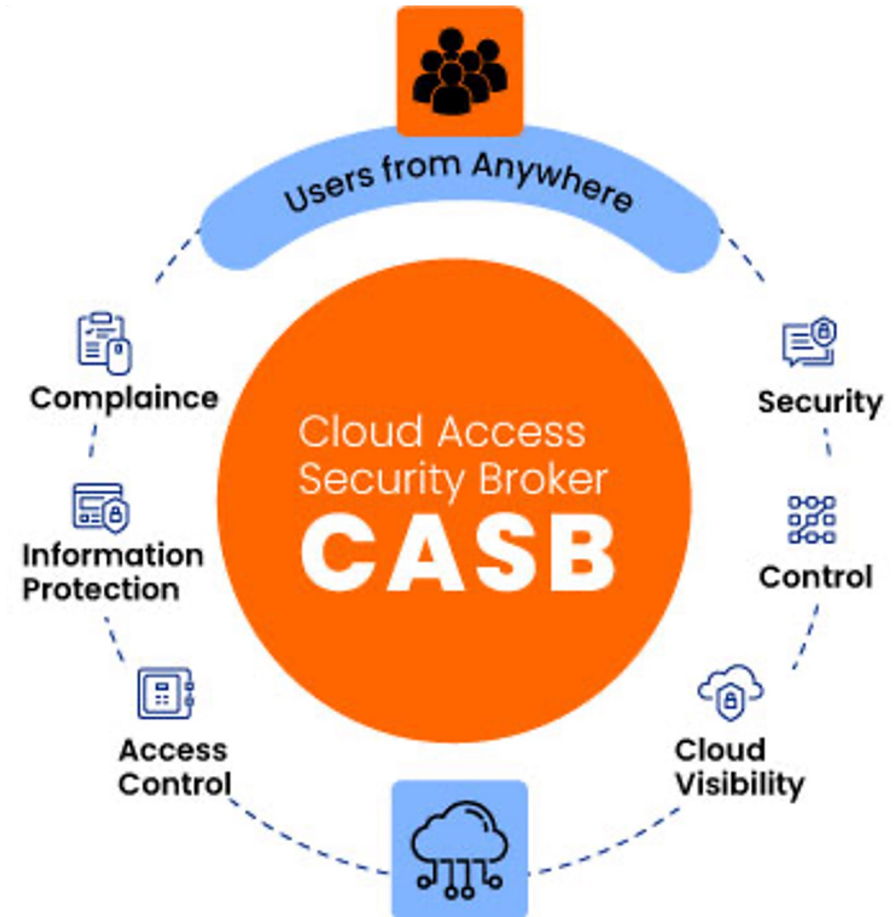 Users from Anywhere
Complaince
Security
Cloud Access
Security Broker
CASB
Information
Protection
Control
Access
Control
Cloud
Visibility